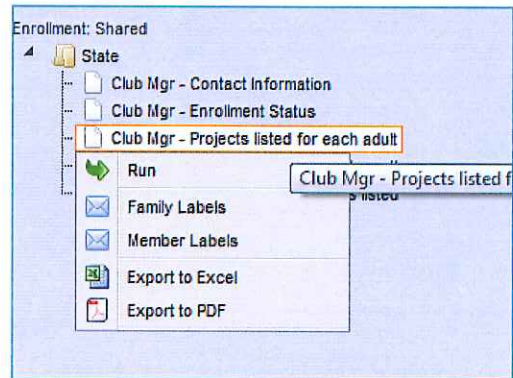 Enrollment: Shared
State
Club Mgr - Contact Information
Club Mgr - Enrollment Status
Club Mgr - Projects listed for each adult
Run
Club Mgr - Projects listed f
listed
Family Labels
Member Labels
Export to Excel
Export to PDF